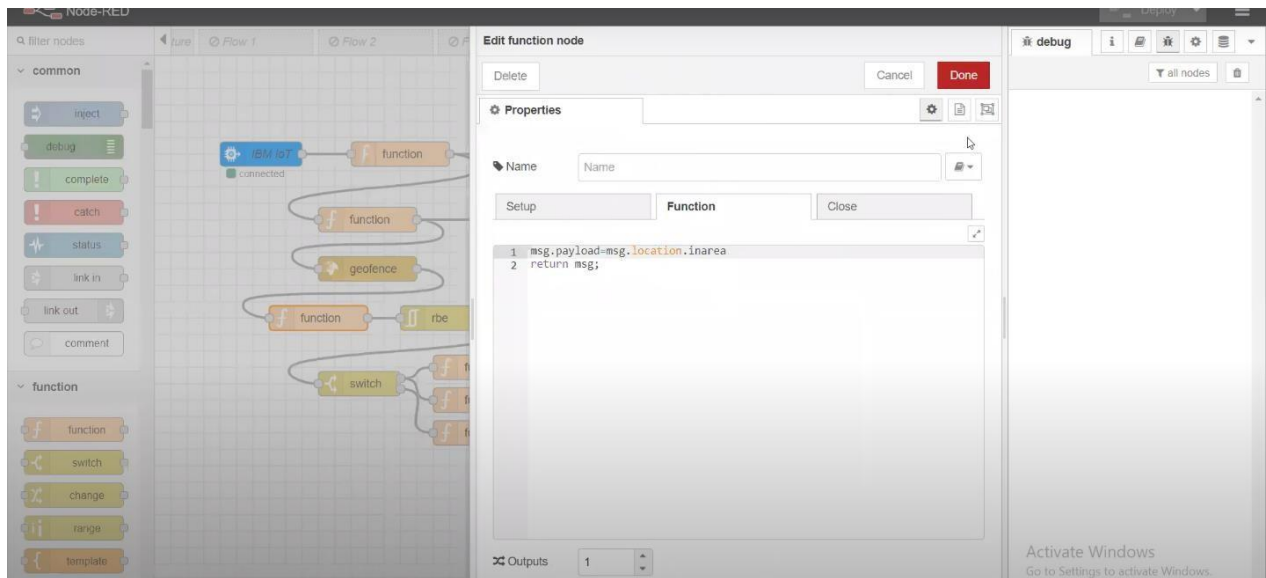 Node-RED
Deploy
filter nodes
common
inject
debug
complete
catch
status
link in
link out
comment
function
function
switch
change
range
template
ture
Flow 1
Flow 2
IBM IoT
connected
function
function
geofence
function
rbe
switch
Edit function node
Delete
Cancel
Done
Properties
Name
Name
Setup
Function
Close
1 msg.payload=msg.location.inarea
2 return msg;
Outputs
1
debug
i
all nodes
Activate Windows
Go to Settings to activate Windows.